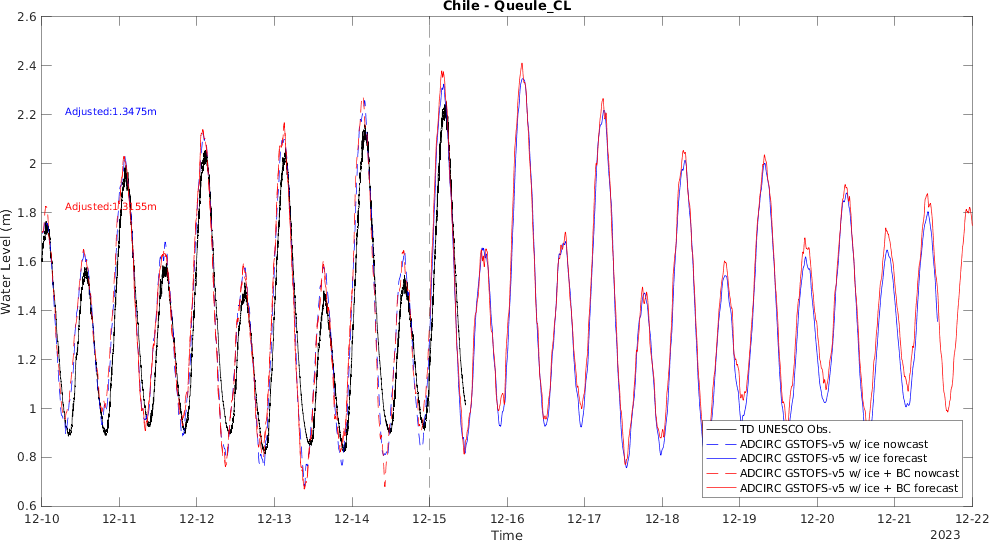 Chile - Queule_CL
2.6
2.4
2.2
2
1.8
1.6
1.4
1.2
1
0.8
0.6
Water Level (m)
Adjusted:1.3475m
Adjusted:1.3155m
TD UNESCO Obs.
ADCIRC GSTOFS-v5 w/ ice nowcast
ADCIRC GSTOFS-v5 w/ ice forecast
ADCIRC GSTOFS-v5 w/ ice + BC nowcast
ADCIRC GSTOFS-v5 w/ ice + BC forecast
12-10 12-11 12-12 12-13 12-14 12-15 12-16 12-17 12-18 12-19 12-20 12-21 12-22
Time
2023